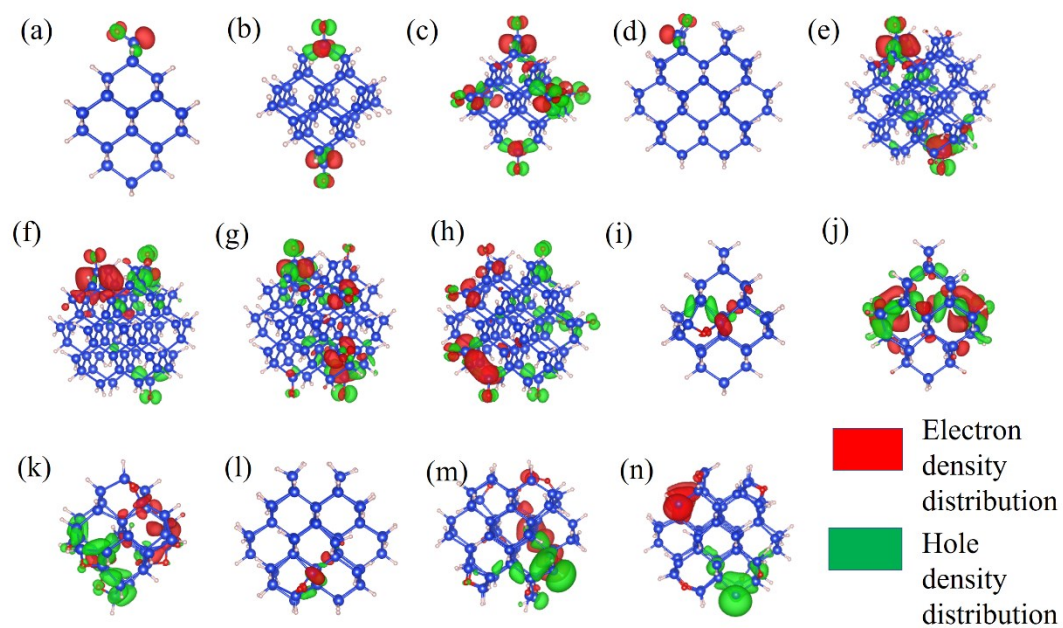 (a)
(b)
(c)
(d)
(e)
(f)
(g)
(h)
(i)
(j)
(k)
(l)
(m)
(n)
Electron
density
distribution
Hole
density
distribution